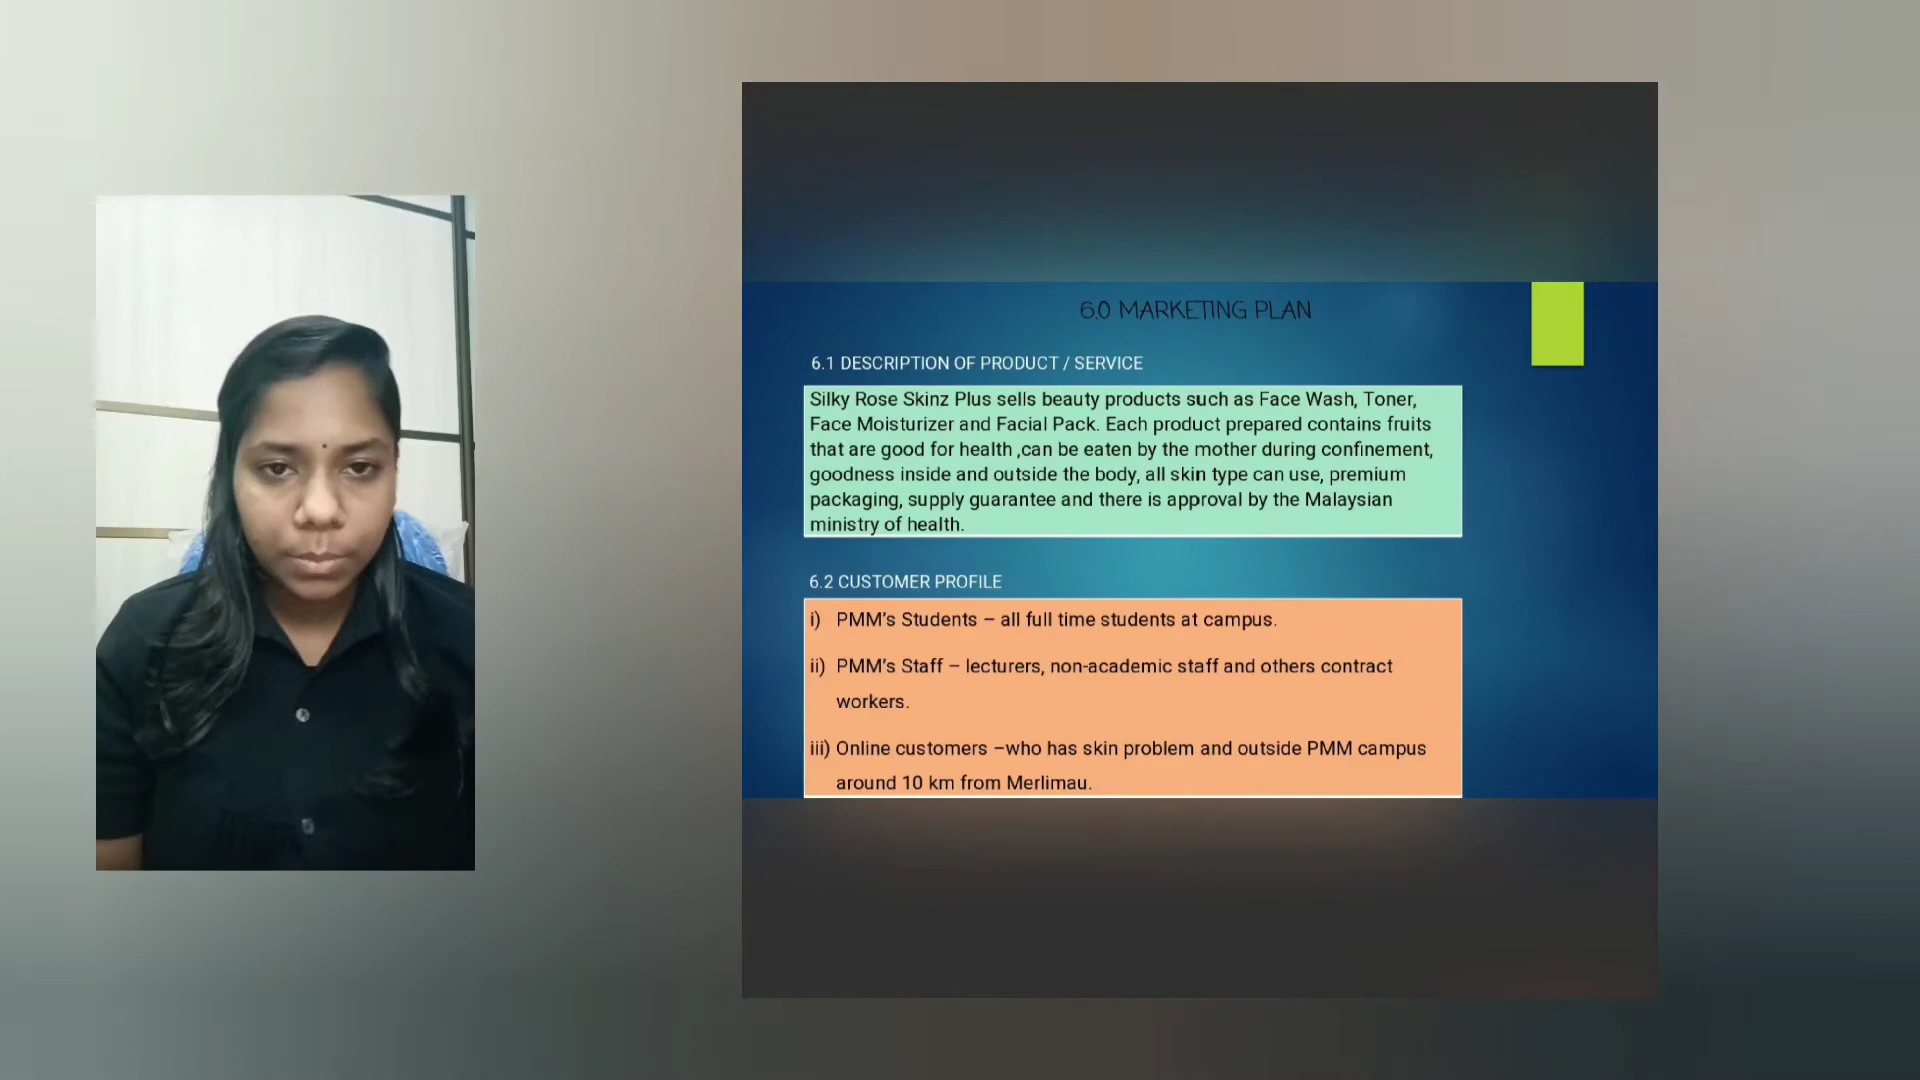 6.0 MARKETING PLAN
6.1 DESCRIPTION OF PRODUCT / SERVICE
Silky Rose Skinz Plus sells beauty products such as Face Wash, Toner,
Face Moisturizer and Facial Pack. Each product prepared contains fruits
that are good for health ,can be eaten by the mother during confinement,
goodness inside and outside the body, all skin type can use, premium
packaging, supply guarantee and there is approval by the Malaysian
ministry of health.
6.2 CUSTOMER PROFILE
i) PMM’s Students – all full time students at campus.
ii) PMM’s Staff – lecturers, non-academic staff and others contract
workers.
iii) Online customers –who has skin problem and outside PMM campus
around 10 km from Merlimau.